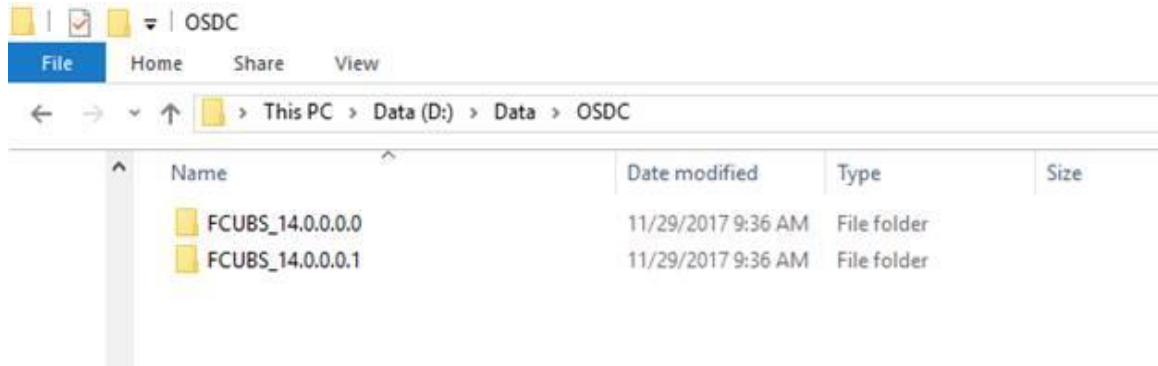 OSDC
File Home Share View
This PC > Data (D:) > Data > OSDC
Name Date modified Type Size
FCUBS_14.0.0.0.0 11/29/2017 9:36 AM File folder
FCUBS_14.0.0.0.1 11/29/2017 9:36 AM File folder